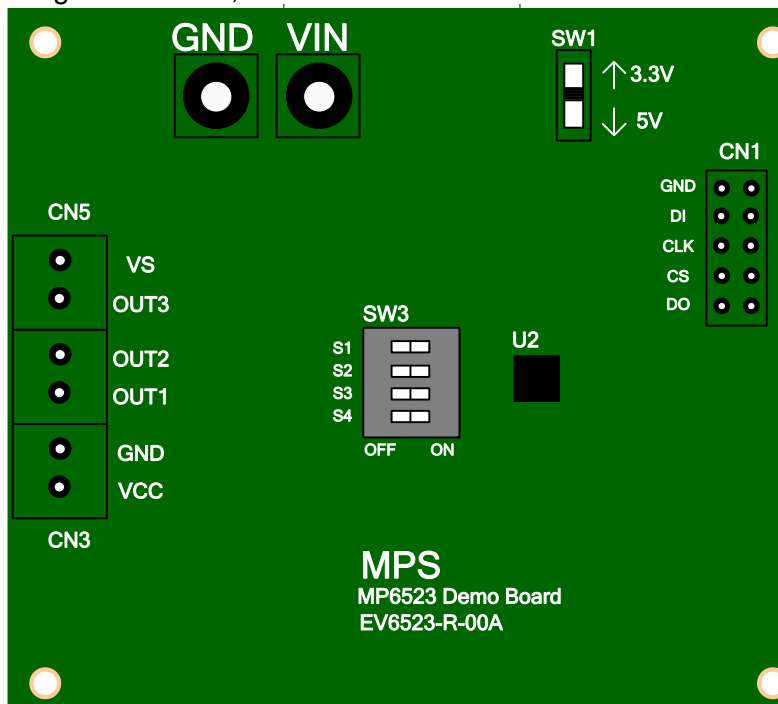 GND VIN
SW1
3.3V
5V
CN1
GND
DI
CLK
CS
DO
CN5
VS
OUT3
OUT2
OUT1
GND
VCC
CN3
SW3
S1
S2
S3
S4
OFF ON
U2
MPS
MP6523 Demo Board
EV6523-R-00A